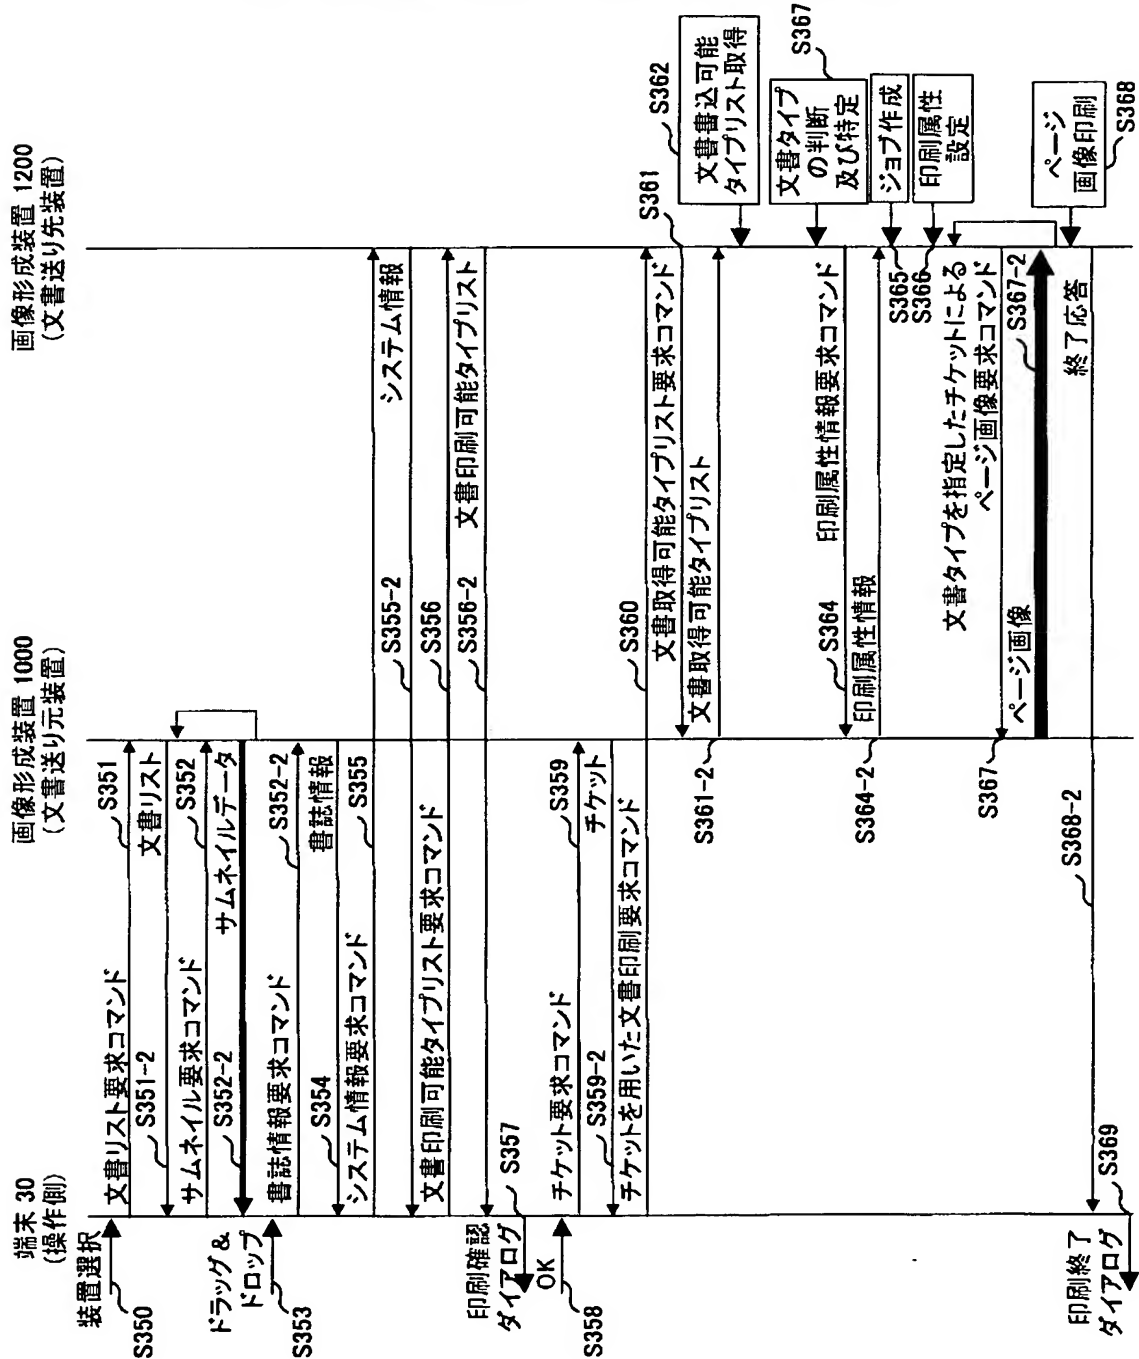 端末 30
(操作側)
画像形成装置 1000
(文書送り元装置)
画像形成装置 1200
(文書送り先装置)
装置選択
S350
文書リスト要求コマンド
S351
S351-2
文書リスト
サムネイル要求コマンド
S352
S352-2
サムネイルデータ
ドラッグ&
ドロップ
S353
書誌情報要求コマンド
S352-2
S354
書誌情報
システム情報要求コマンド
S355
S355-2
システム情報
文書印刷可能タイプリスト要求コマンド
S356
S356-2
文書印刷可能タイプリスト
印刷確認
ダイアログ
S357
OK
S358
チケット要求コマンド
S359
S359-2
チケット
チケットを用いた文書印刷要求コマンド
S360
文書取得可能タイプリスト要求コマンド
S361
文書取得可能タイプリスト
S361-2
文書書込可能
タイプリスト取得
S362
文書タイプ
の判断
及び特定
S367
S364
印刷属性情報要求コマンド
印刷属性情報
S364-2
ジョブ作成
S365
印刷属性
設定
S366
文書タイプを指定したチケットによる
ページ画像要求コマンド
S367
ページ画像
S367-2
ページ
画像印刷
S368
終了応答
S368-2
印刷終了
ダイアログ
S369